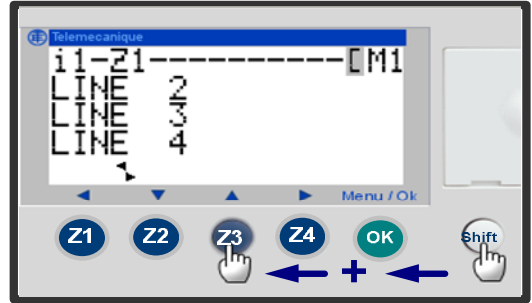 Telemecanique
i1-Z1----------[M1
LINE 2
LINE 3
LINE 4
Menu / Ok
Z1 Z2 Z3 Z4 OK Shift
+